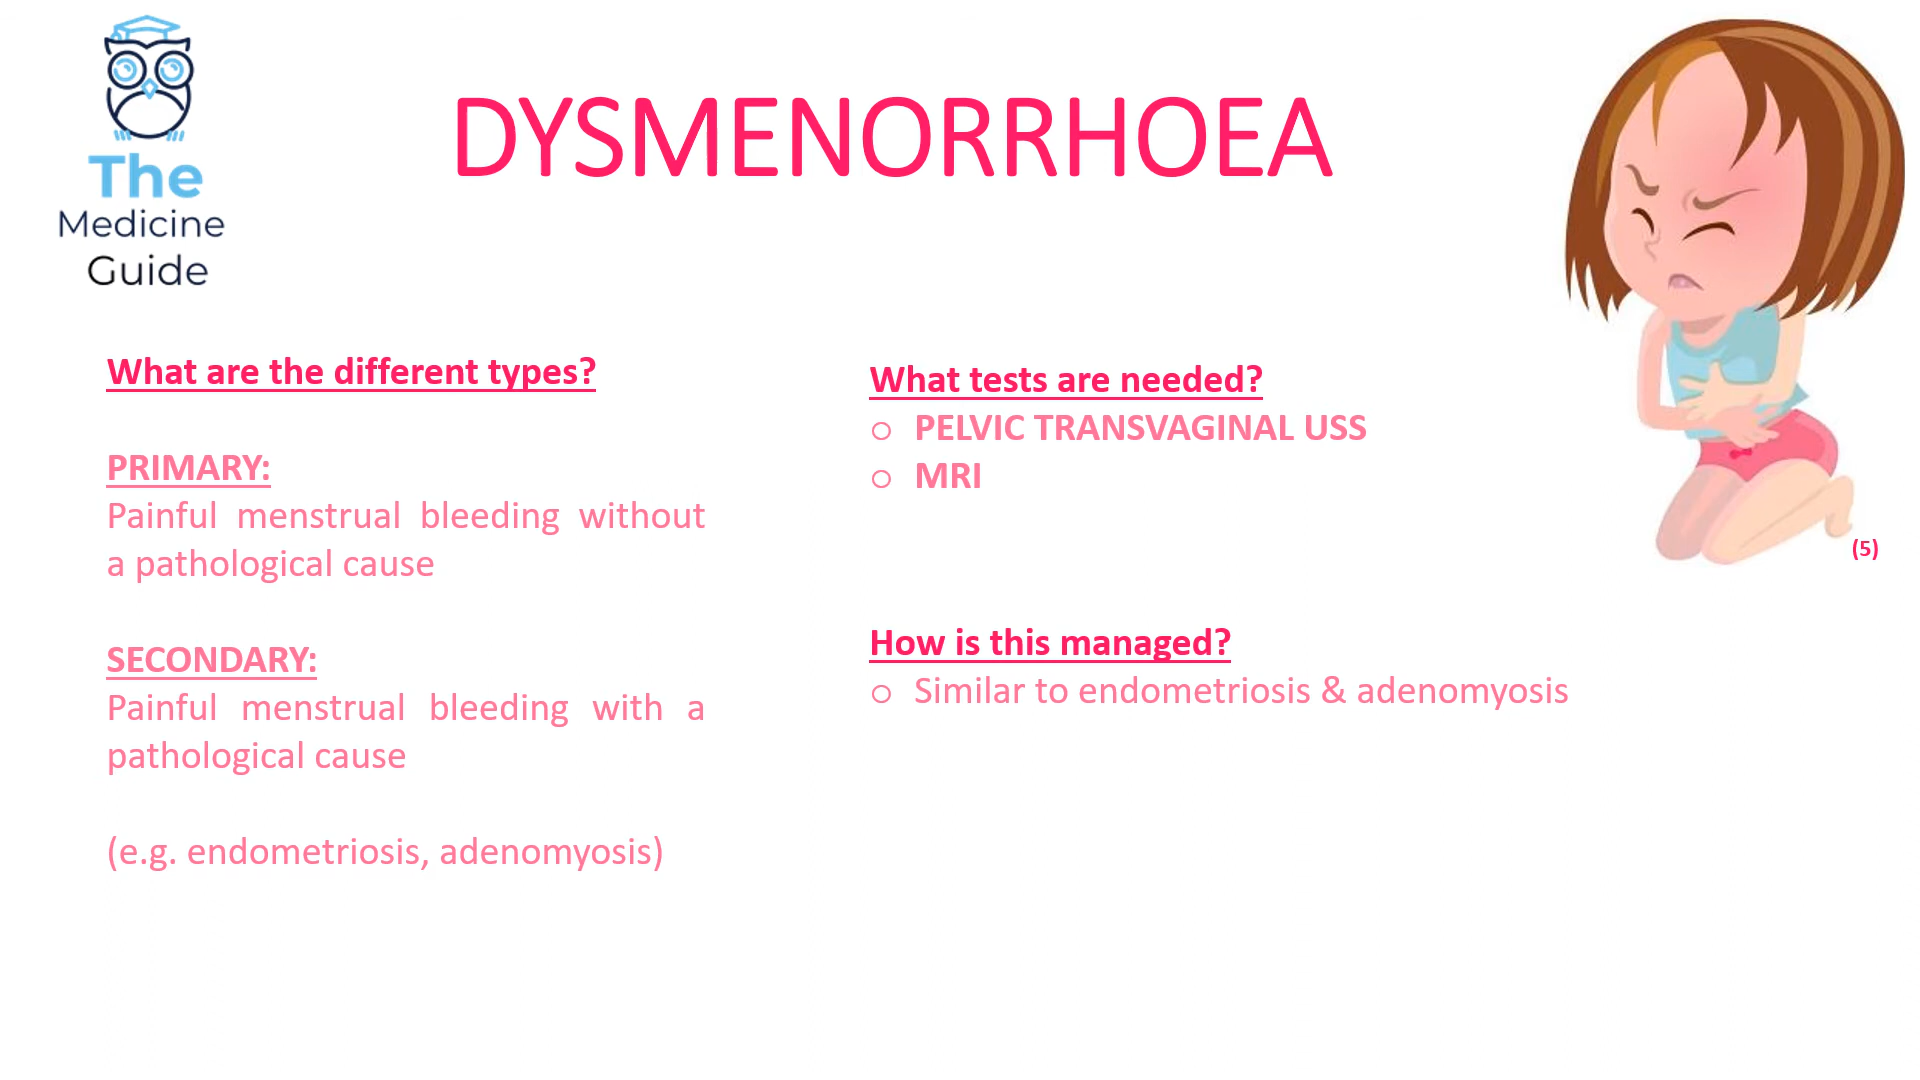 The
Medicine
Guide
DYSMENORRHOEA
What are the different types?
PRIMARY:
Painful menstrual bleeding without
a pathological cause
SECONDARY:
Painful menstrual bleeding with a
pathological cause
(e.g. endometriosis, adenomyosis)
What tests are needed?
○ PELVIC TRANSVAGINAL USS
○ MRI
(5)
How is this managed?
○ Similar to endometriosis & adenomyosis